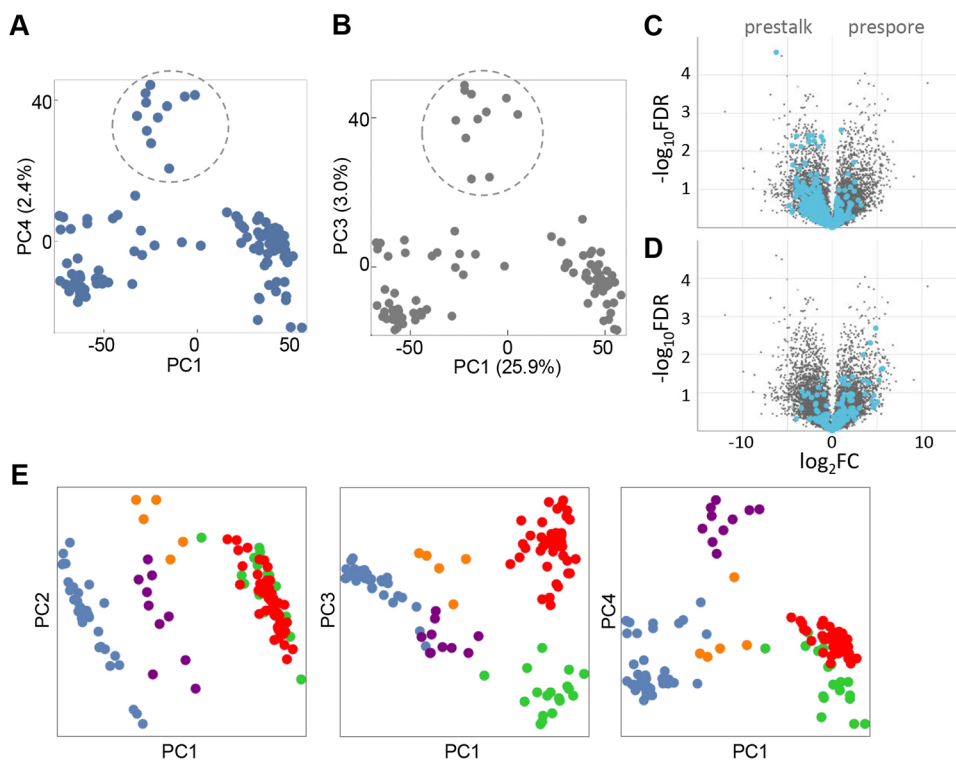 A
B
C
D
E
prestalk prespore
40
0
PC4 (2.4%)
-50 0 50
PC1
40
0
PC3 (3.0%)
-50 0 50
PC1 (25.9%)
4
3
2
1
-log₁₀FDR
4
3
2
1
-log₁₀FDR
-10 0 10
log₂FC
PC2
PC1
PC3
PC1
PC4
PC1